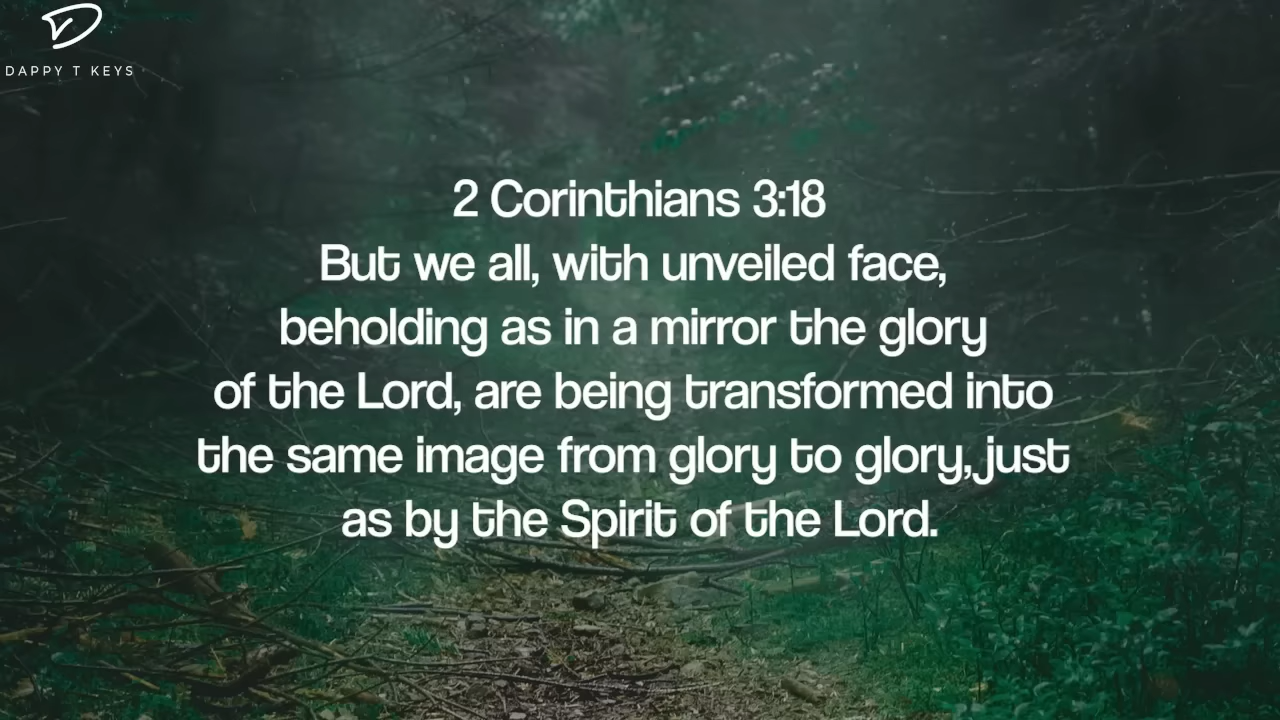 DAPPY T KEYS
2 Corinthians 3:18
But we all, with unveiled face,
beholding as in a mirror the glory
of the Lord, are being transformed into
the same image from glory to glory, just
as by the Spirit of the Lord.